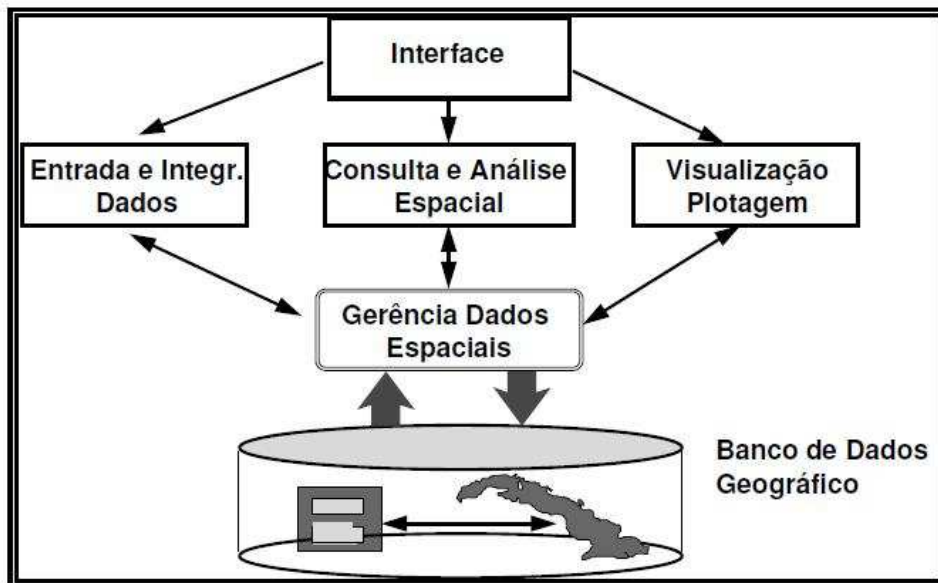 Interface
Entrada e Integr.
Dados
Consulta e Análise
Espacial
Visualização
Plotagem
Gerência Dados
Espaciais
Banco de Dados
Geográfico